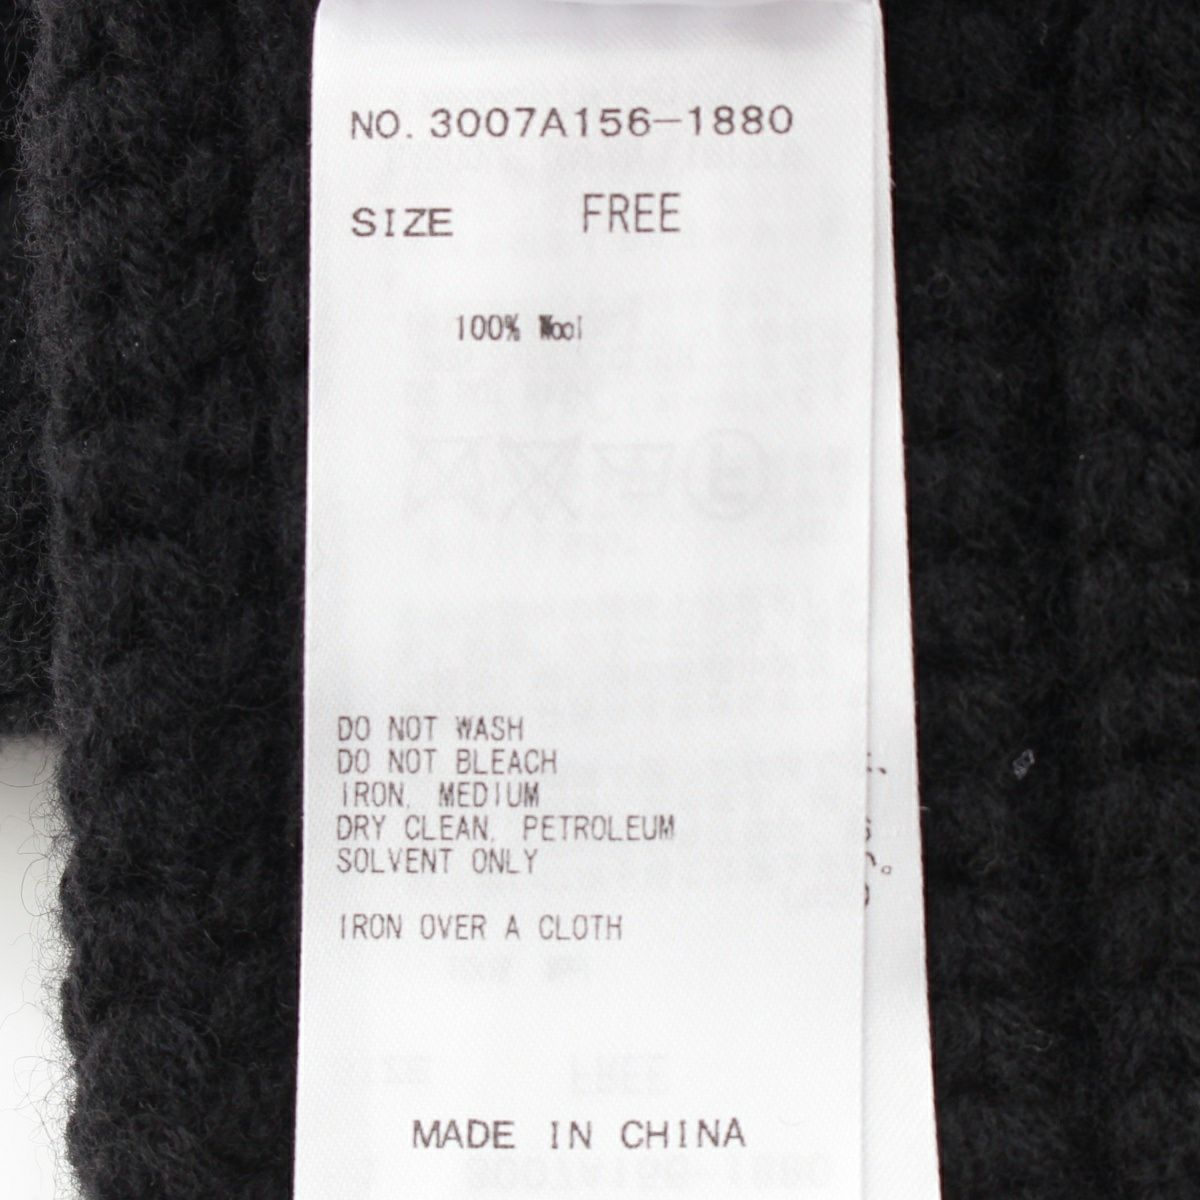 NO. 3007A156-1880
SIZE FREE
100% Wool
DO NOT WASH
DO NOT BLEACH
IRON, MEDIUM
DRY CLEAN, PETROLEUM
SOLVENT ONLY
IRON OVER A CLOTH
MADE IN CHINA